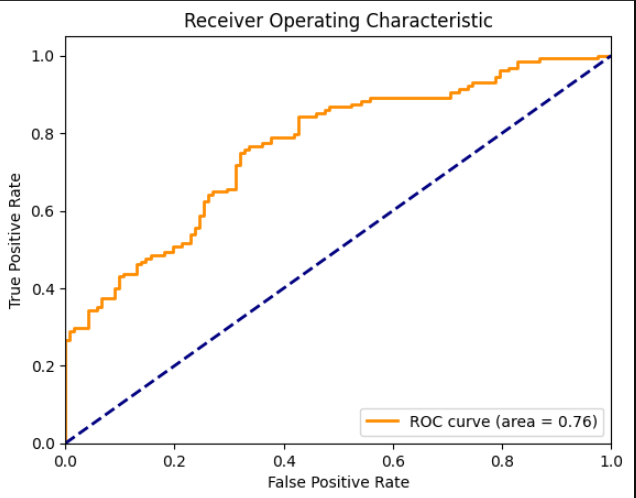 Receiver Operating Characteristic
1.0
0.8
0.6
0.4
0.2
0.0
True Positive Rate
ROC curve (area = 0.76)
0.0 0.2 0.4 0.6 0.8 1.0
False Positive Rate